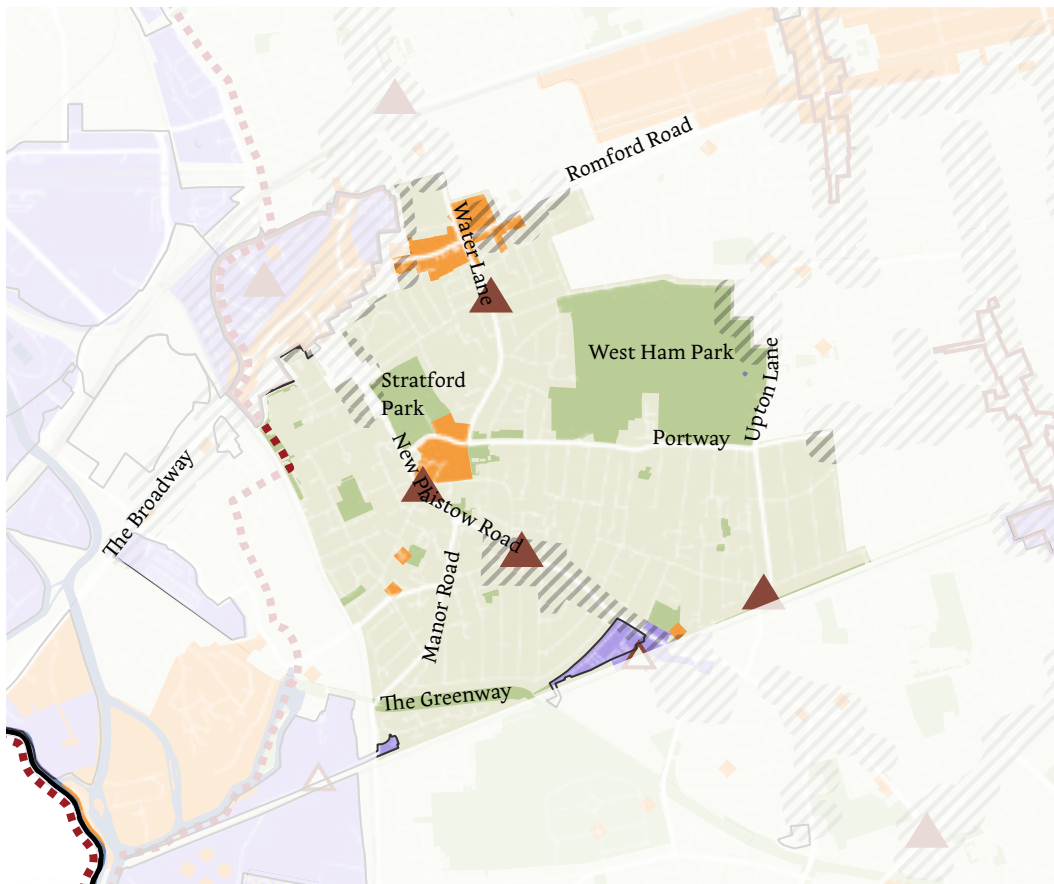 Romford Road
Water Lane
West Ham Park
Upton Lane
Stratford
Park
Portway
New Plaistow Road
The Broadway
Manor Road
The Greenway